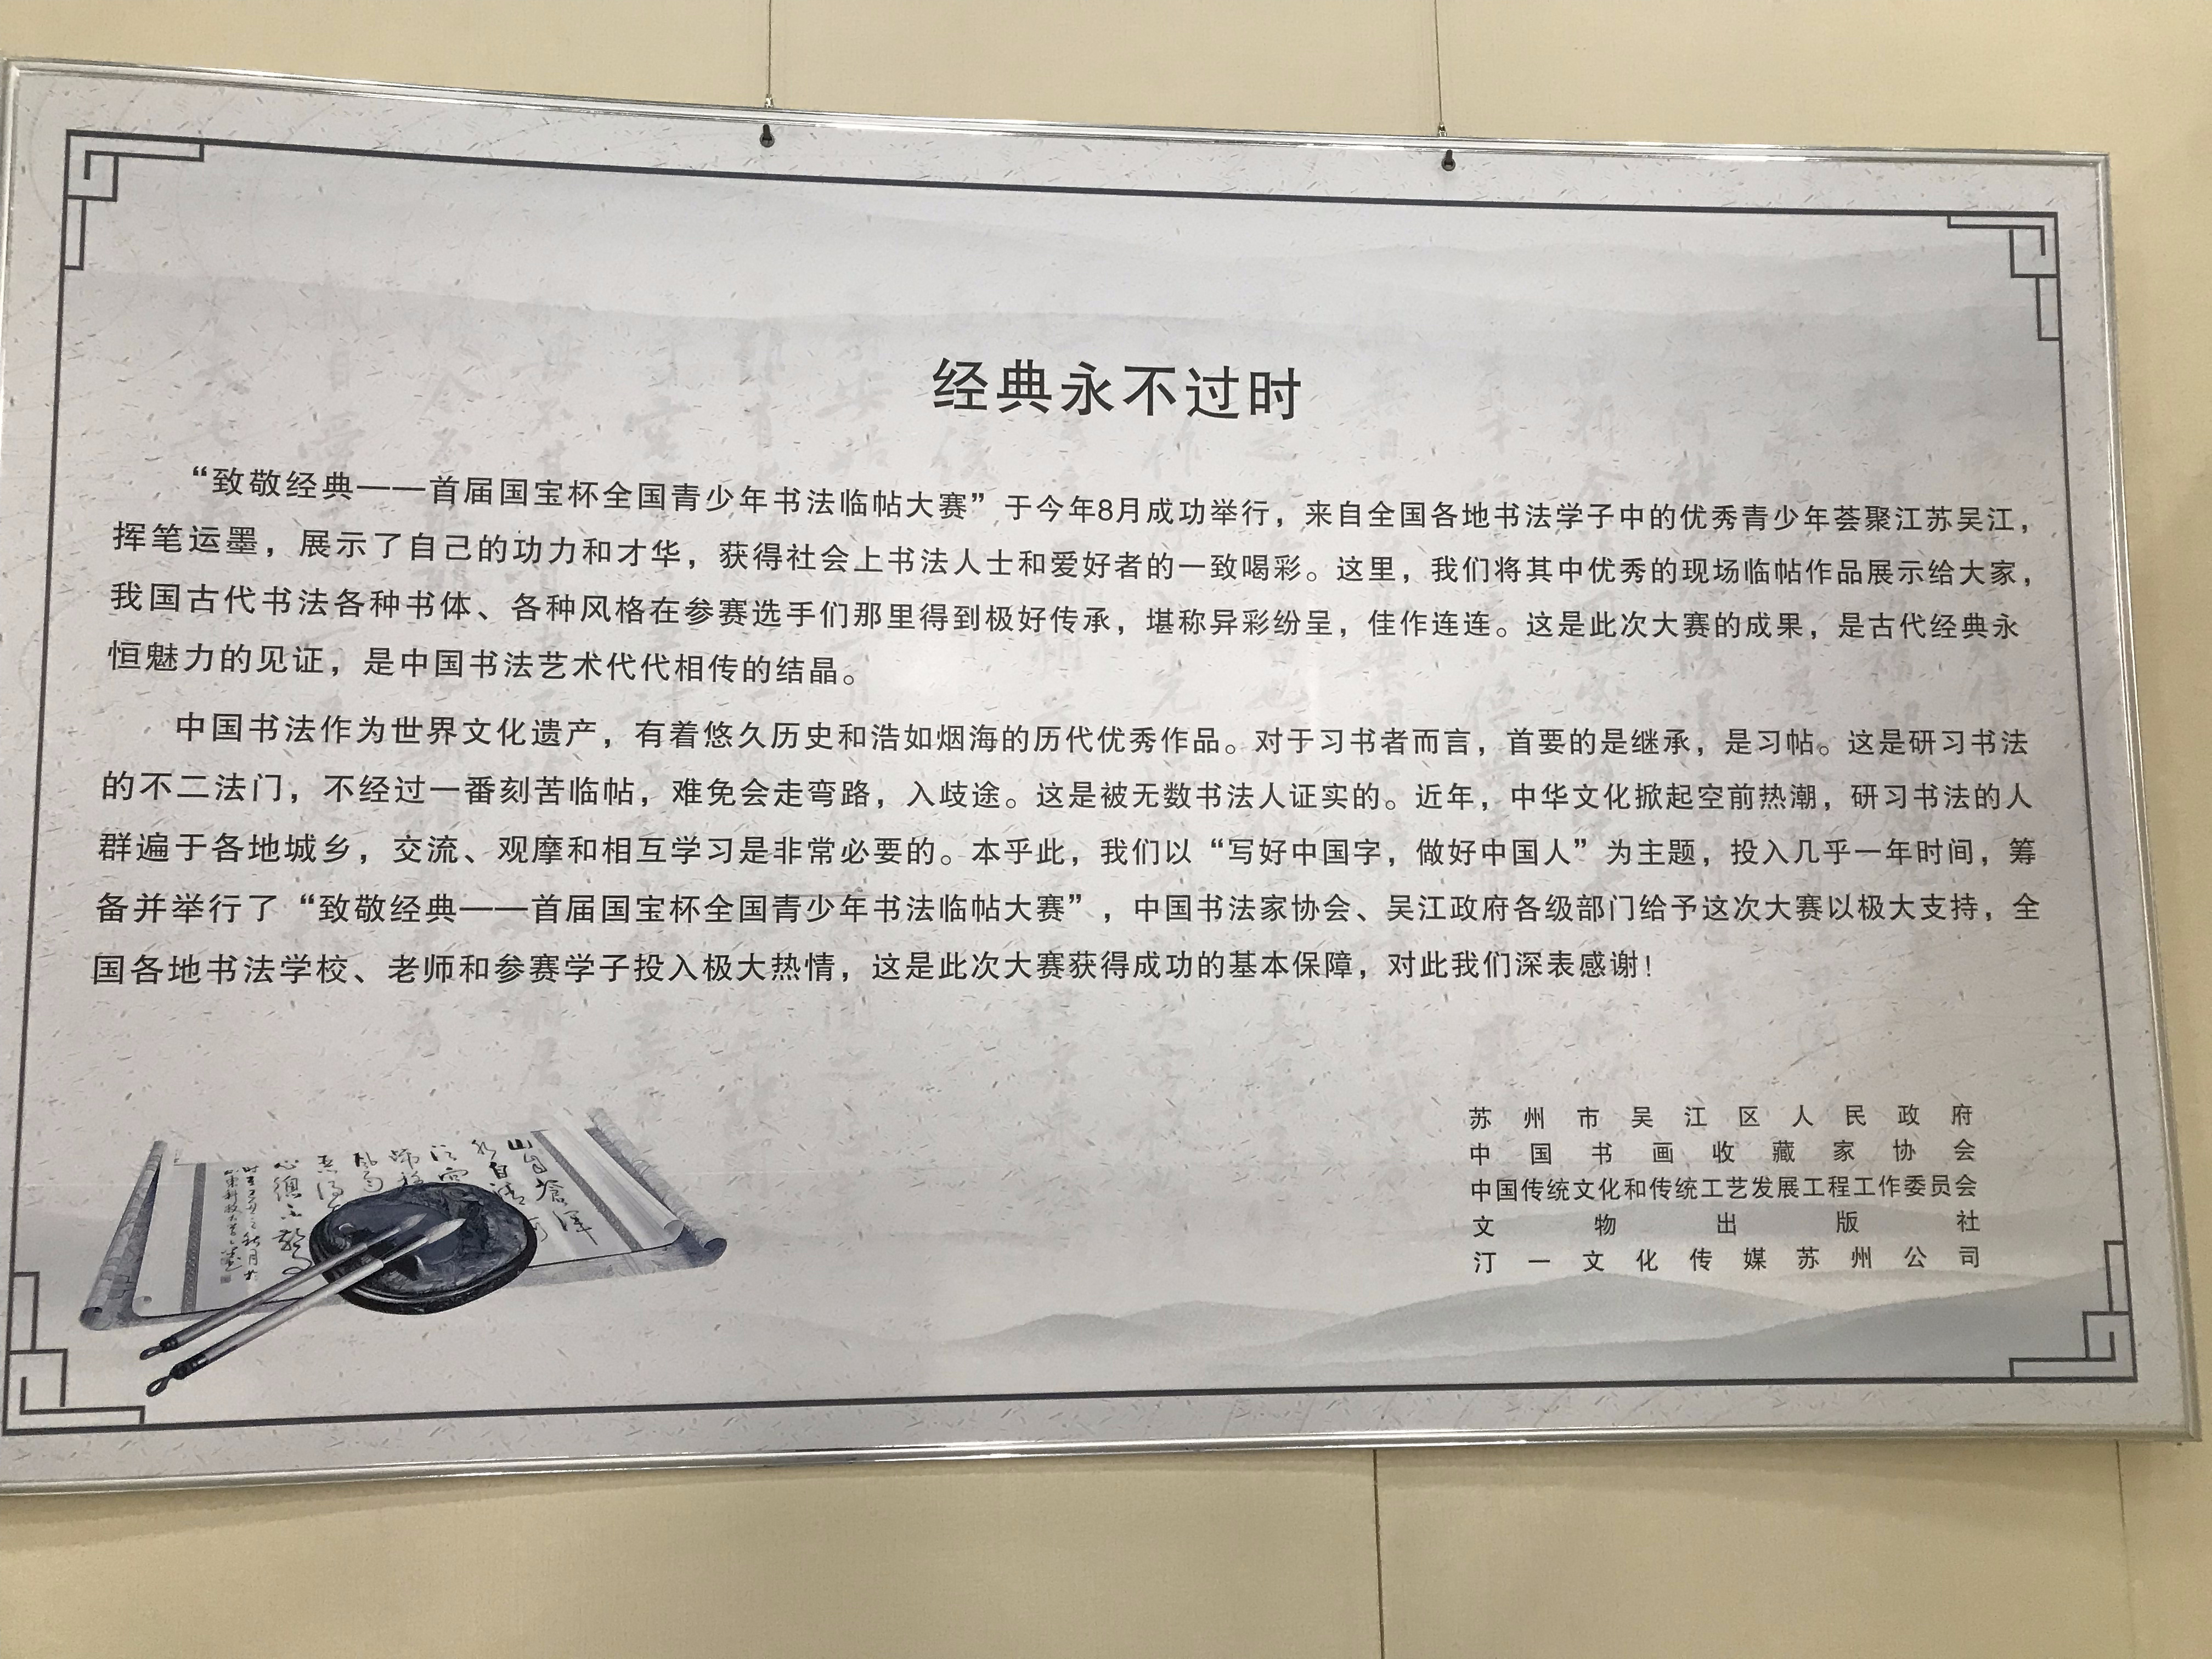 经典永不过时
“致敬经典——首届国宝杯全国青少年书法临帖大赛”于今年8月成功举行，来自全国各地书法学子中的优秀青少年荟聚江苏吴江，
挥笔运墨，展示了自己的功力和才华，获得社会上书法人士和爱好者的一致喝彩。这里，我们将其中优秀的现场临帖作品展示给大家，
我国古代书法各种书体、各种风格在参赛选手们那里得到极好传承，堪称异彩纷呈，佳作连连。这是此次大赛的成果，是古代经典永
恒魅力的见证，是中国书法艺术代代相传的结晶。
中国书法作为世界文化遗产，有着悠久历史和浩如烟海的历代优秀作品。对于习书者而言，首要的是继承，是习帖。这是研习书法
的不二法门，不经过一番刻苦临帖，难免会走弯路，入歧途。这是被无数书法人证实的。近年，中华文化掀起空前热潮，研习书法的人
群遍于各地城乡，交流、观摩和相互学习是非常必要的。本乎此，我们以“写好中国字，做好中国人”为主题，投入几乎一年时间，筹
备并举行了“致敬经典——首届国宝杯全国青少年书法临帖大赛”，中国书法家协会、吴江政府各级部门给予这次大赛以极大支持，全
国各地书法学校、老师和参赛学子投入极大热情，这是此次大赛获得成功的基本保障，对此我们深表感谢！
苏州市吴江区人民政府
中国书画收藏家协会
中国传统文化和传统工艺发展工程工作委员会
文物出版社
汀一文化传媒苏州公司